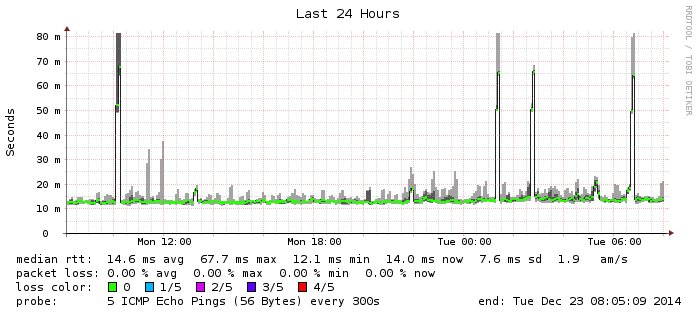 Last 24 Hours
RRDTOOL / TOBI OETIKER
Seconds
80 m
70 m
60 m
50 m
40 m
30 m
20 m
10 m
0
Mon 12:00 Mon 18:00 Tue 00:00 Tue 06:00
median rtt: 14.6 ms avg 67.7 ms max 12.1 ms min 14.0 ms now 7.6 ms sd 1.9 am/s
packet loss: 0.00 % avg 0.00 % max 0.00 % min 0.00 % now
loss color: 0 1/5 2/5 3/5 4/5
probe: 5 ICMP Echo Pings (56 Bytes) every 300s end: Tue Dec 23 08:05:09 2014